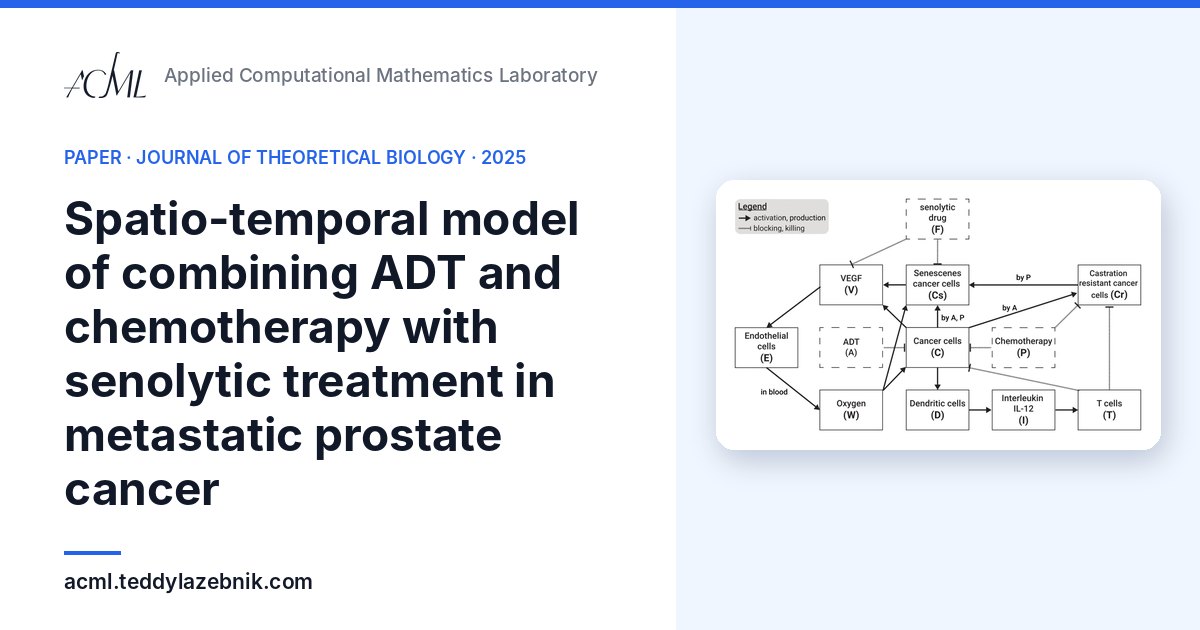 ACML
Applied Computational Mathematics Laboratory
PAPER · JOURNAL OF THEORETICAL BIOLOGY · 2025
Spatio-temporal model
of combining ADT and
chemotherapy with
senolytic treatment in
metastatic prostate
cancer
acml.teddylazebnik.com
Legend
activation, production
blocking, killing
senolytic
drug
(F)
VEGF
(V)
Senescenes
cancer cells
(Cs)
by P
Castration
resistant cancer
cells (Cr)
by A
by A, P
Endothelial
cells
(E)
ADT
(A)
Cancer cells
(C)
Chemotherapy
(P)
in blood
Oxygen
(W)
Dendritic cells
(D)
Interleukin
IL-12
(I)
T cells
(T)